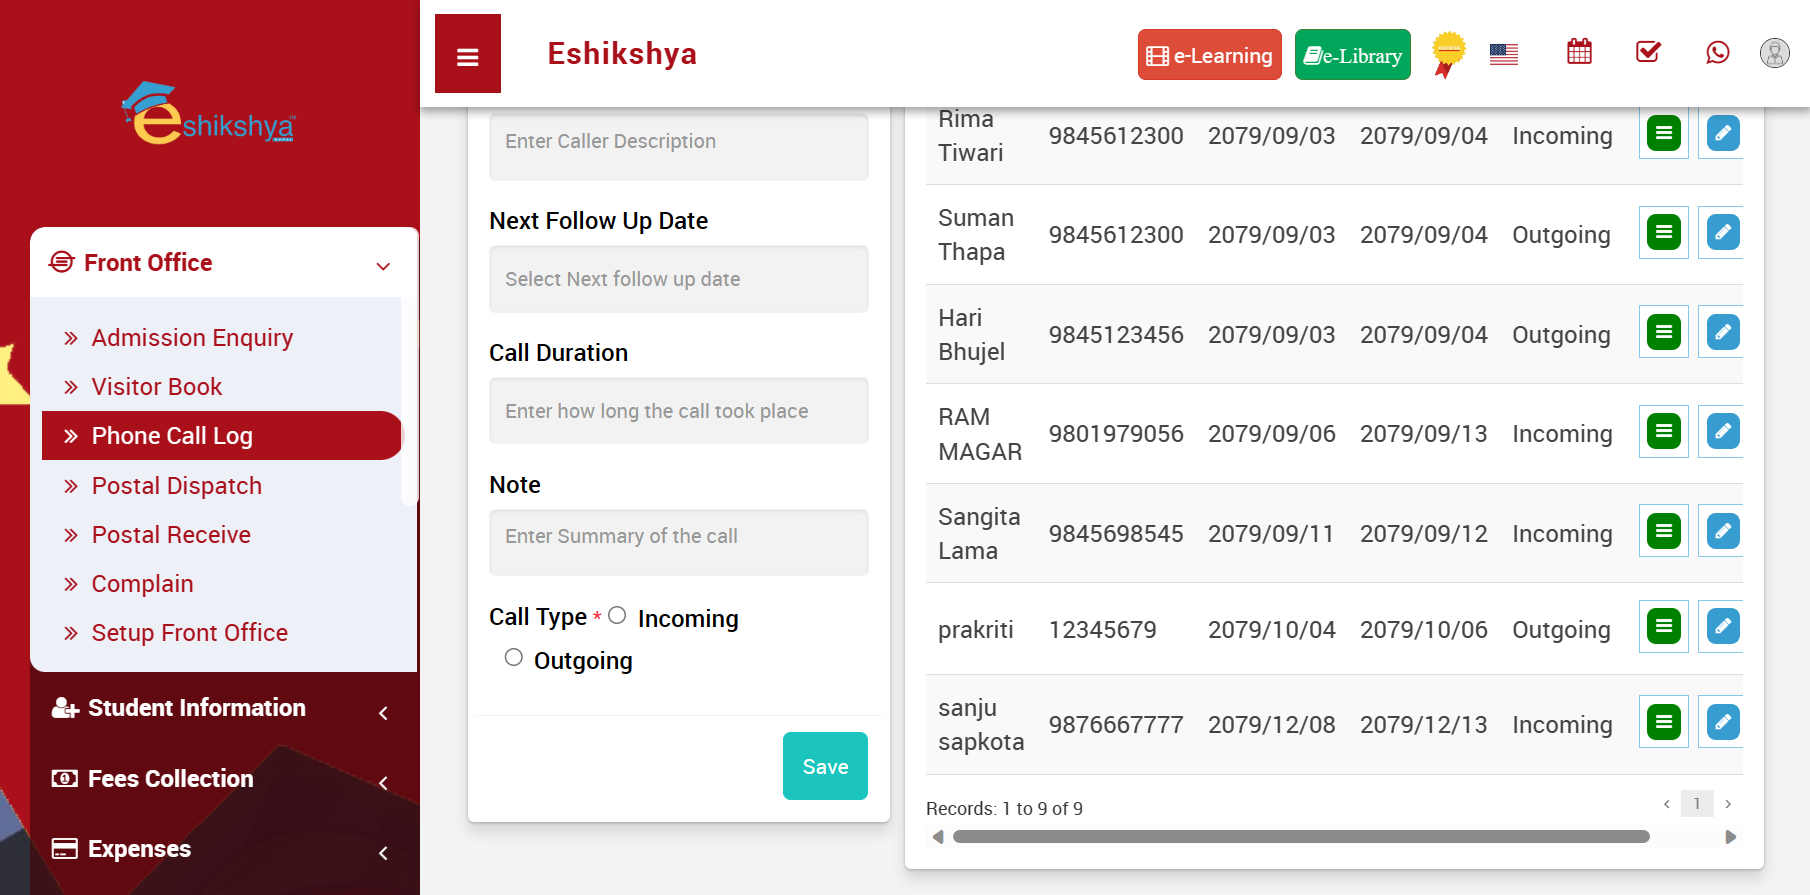 eshikshya
Front Office
Admission Enquiry
Visitor Book
Phone Call Log
Postal Dispatch
Postal Receive
Complain
Setup Front Office
Student Information
Fees Collection
Expenses
Eshikshya
e-Learning
e-Library
Enter Caller Description
Next Follow Up Date
Select Next follow up date
Call Duration
Enter how long the call took place
Note
Enter Summary of the call
Call Type * Incoming
Outgoing
Save
Rima Tiwari 9845612300 2079/09/03 2079/09/04 Incoming
Suman Thapa 9845612300 2079/09/03 2079/09/04 Outgoing
Hari Bhujel 9845123456 2079/09/03 2079/09/04 Outgoing
RAM MAGAR 9801979056 2079/09/06 2079/09/13 Incoming
Sangita Lama 9845698545 2079/09/11 2079/09/12 Incoming
prakriti 12345679 2079/10/04 2079/10/06 Outgoing
sanju sapkota 9876667777 2079/12/08 2079/12/13 Incoming
Records: 1 to 9 of 9
1